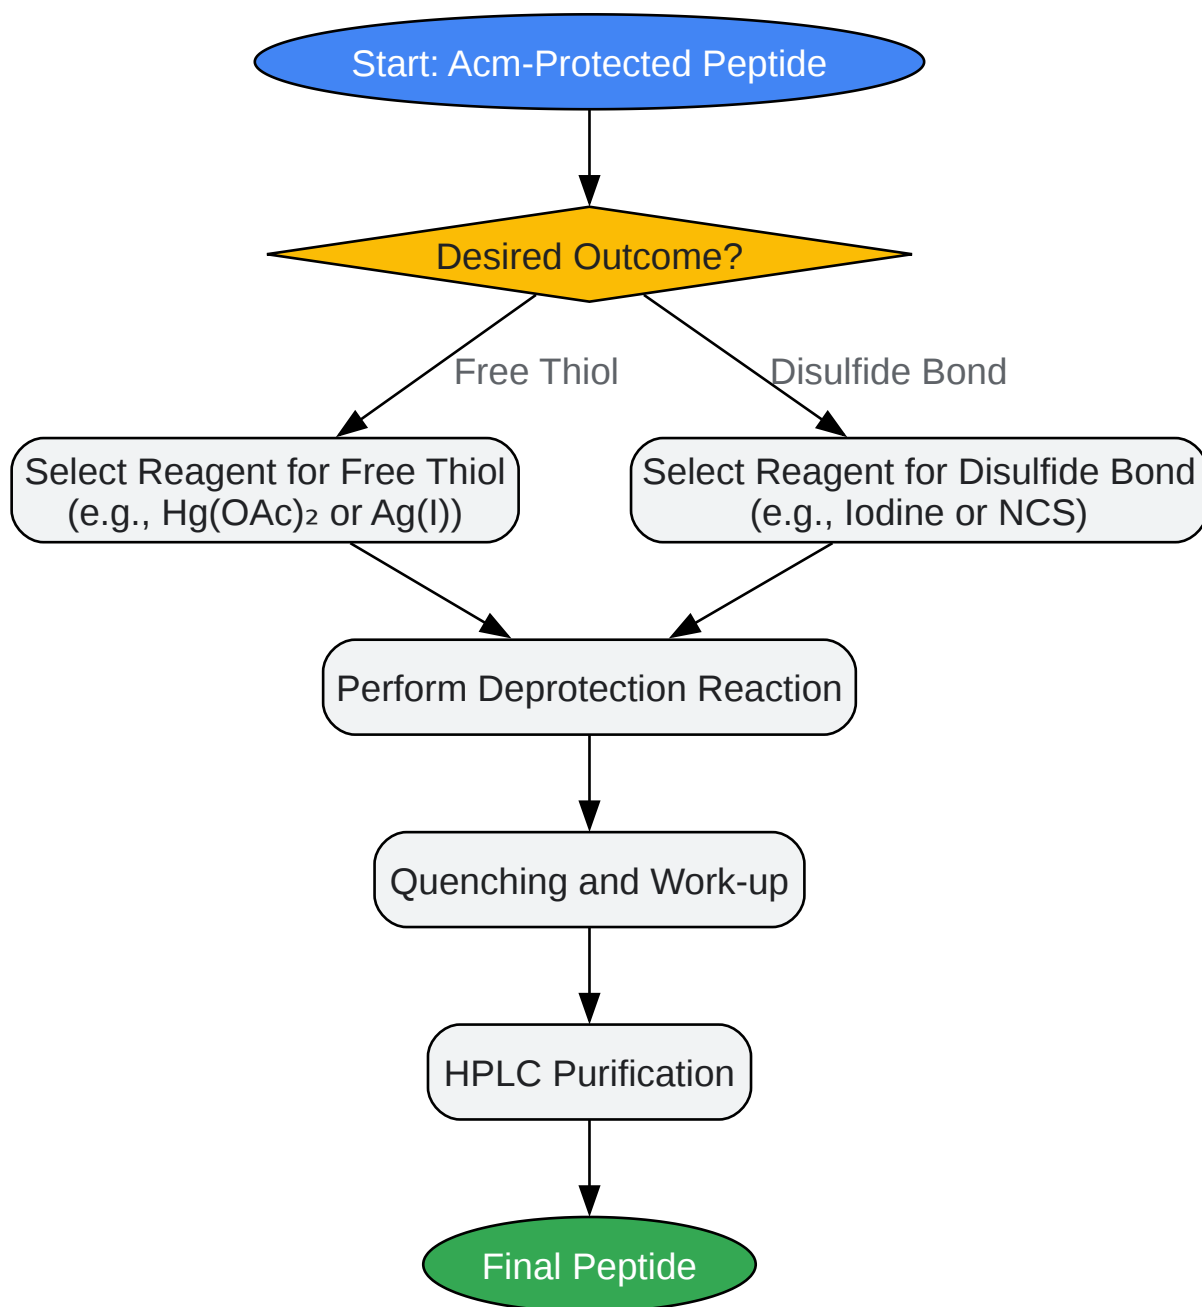 Start: Acm-Protected Peptide
Desired Outcome?
Free Thiol
Disulfide Bond
Select Reagent for Free Thiol
(e.g., Hg(OAc)₂ or Ag(I))
Select Reagent for Disulfide Bond
(e.g., Iodine or NCS)
Perform Deprotection Reaction
Quenching and Work-up
HPLC Purification
Final Peptide